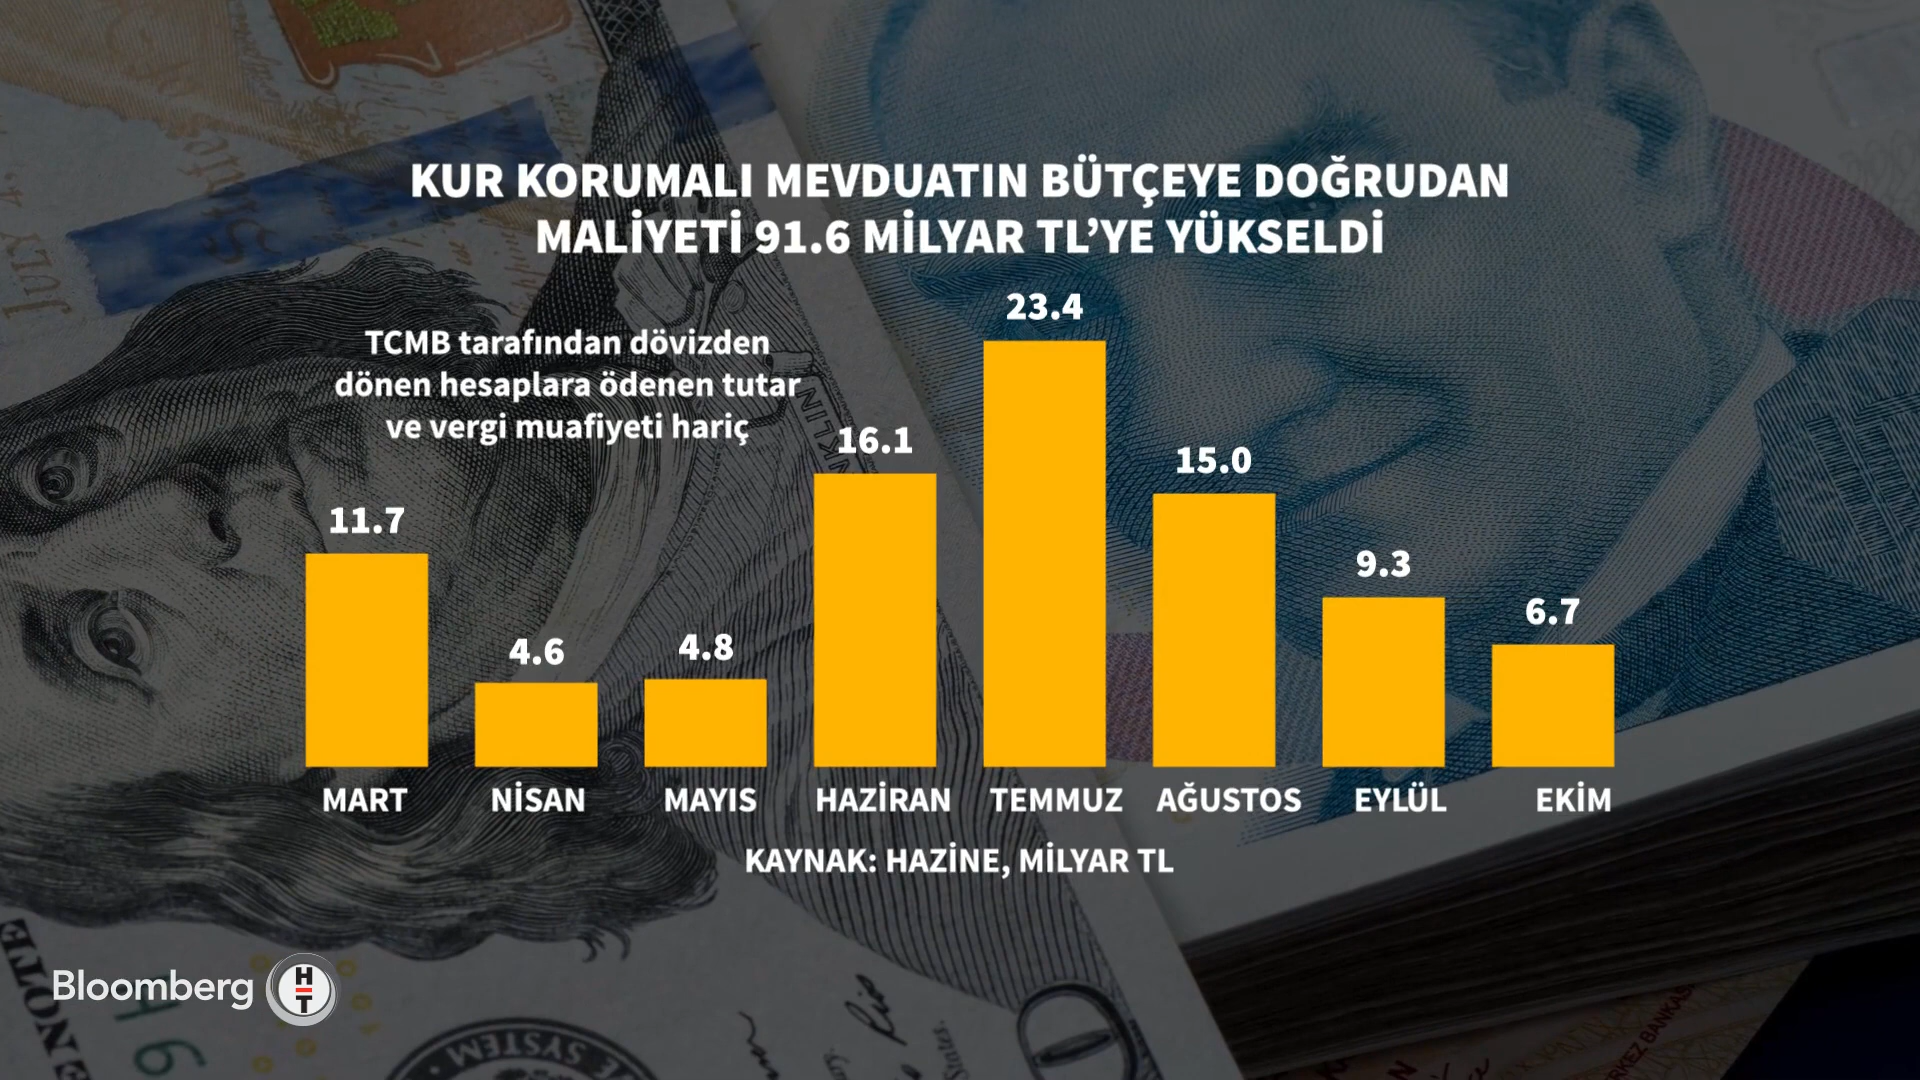 KUR KORUMALI MEVDUATIN BÜTÇEYE DOĞRUDAN
MALİYETİ 91.6 MİLYAR TL'YE YÜKSELDİ
TCMB tarafından dövizden
dönen hesaplara ödenen tutar
ve vergi muafiyeti hariç
11.7
4.6
4.8
16.1
23.4
15.0
9.3
6.7
MART
NİSAN
MAYIS
HAZİRAN
TEMMUZ
AĞUSTOS
EYLÜL
EKİM
KAYNAK: HAZİNE, MİLYAR TL
Bloomberg HT